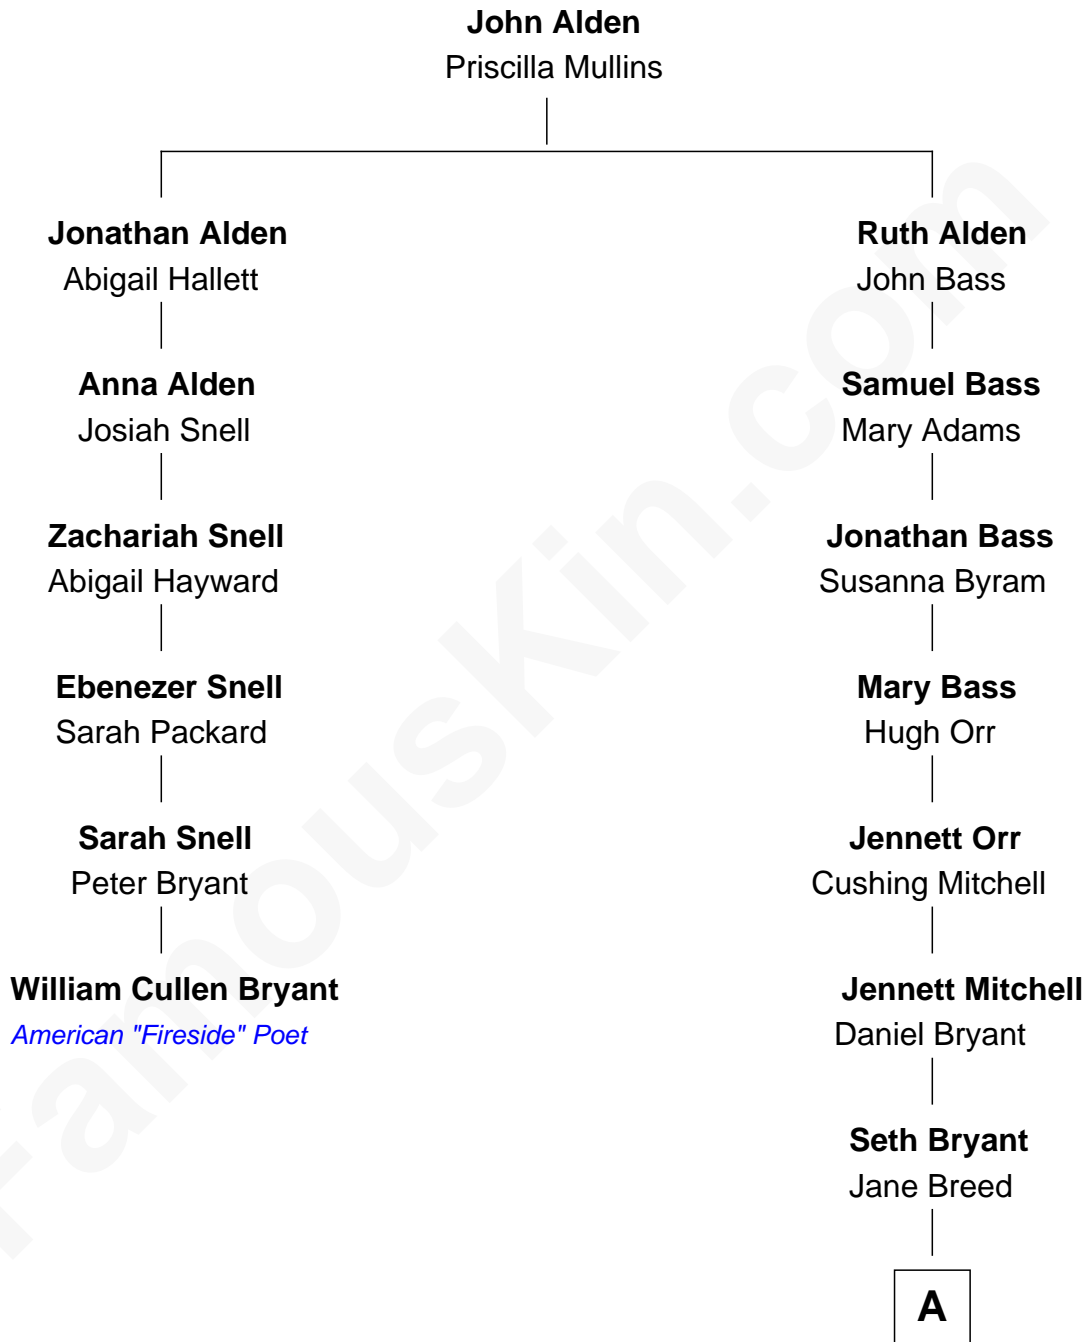 John Alden
Priscilla Mullins
Jonathan Alden
Abigail Hallett
Anna Alden
Josiah Snell
Zachariah Snell
Abigail Hayward
Ebenezer Snell
Sarah Packard
Sarah Snell
Peter Bryant
William Cullen Bryant
American "Fireside" Poet
Ruth Alden
John Bass
Samuel Bass
Mary Adams
Jonathan Bass
Susanna Byram
Mary Bass
Hugh Orr
Jennett Orr
Cushing Mitchell
Jennett Mitchell
Daniel Bryant
Seth Bryant
Jane Breed
A
FamousKin.com